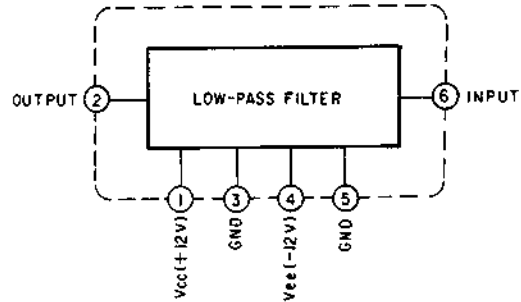 OUTPUT 2 LOW-PASS FILTER 6 INPUT
1 3 4 5
Vcc(+12V) GND Vee(-12V) GND